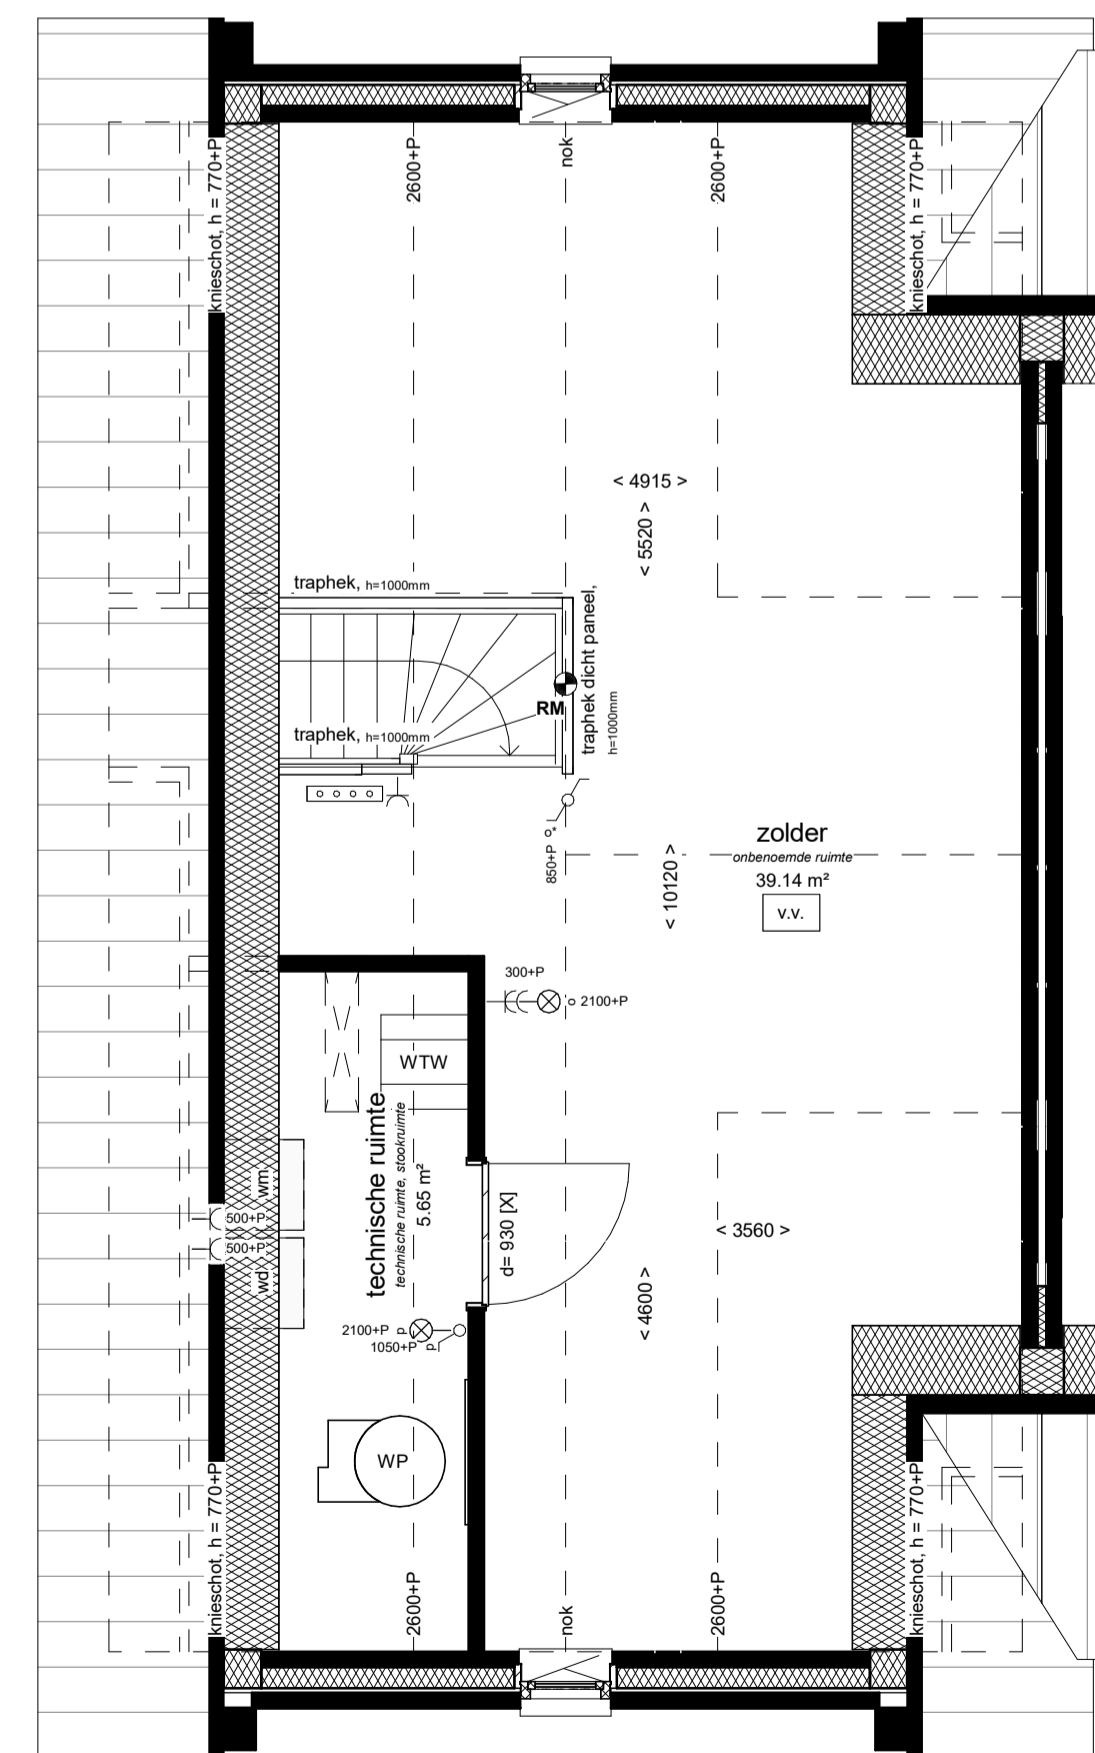 knieschot, h = 770+P
2600+P
nok
2600+P
knieschot, h = 770+P
< 4915 >
< 5520 >
traphek, h=1000mm
traphek dicht paneel,
h=1000mm
RM
traphek, h=1000mm
850+P o*
zolder
onbenoemde ruimte
39.14 m²
v.v.
< 10120 >
300+P
o 2100+P
WTW
technische ruimte
technische ruimte, stookruimte
5.65 m²
wm
500+P
500+P
wd
d= 930 [X]
< 3560 >
< 4600 >
2100+P p
1050+P p
WP
knieschot, h = 770+P
2600+P
nok
2600+P
knieschot, h = 770+P